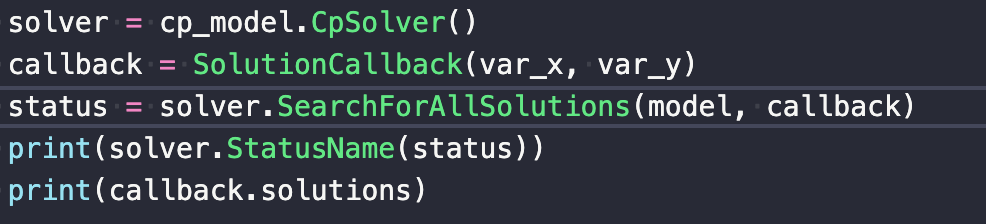 solver = cp_model.CpSolver()
callback = SolutionCallback(var_x, var_y)
status = solver.SearchForAllSolutions(model, callback)
print(solver.StatusName(status))
print(callback.solutions)